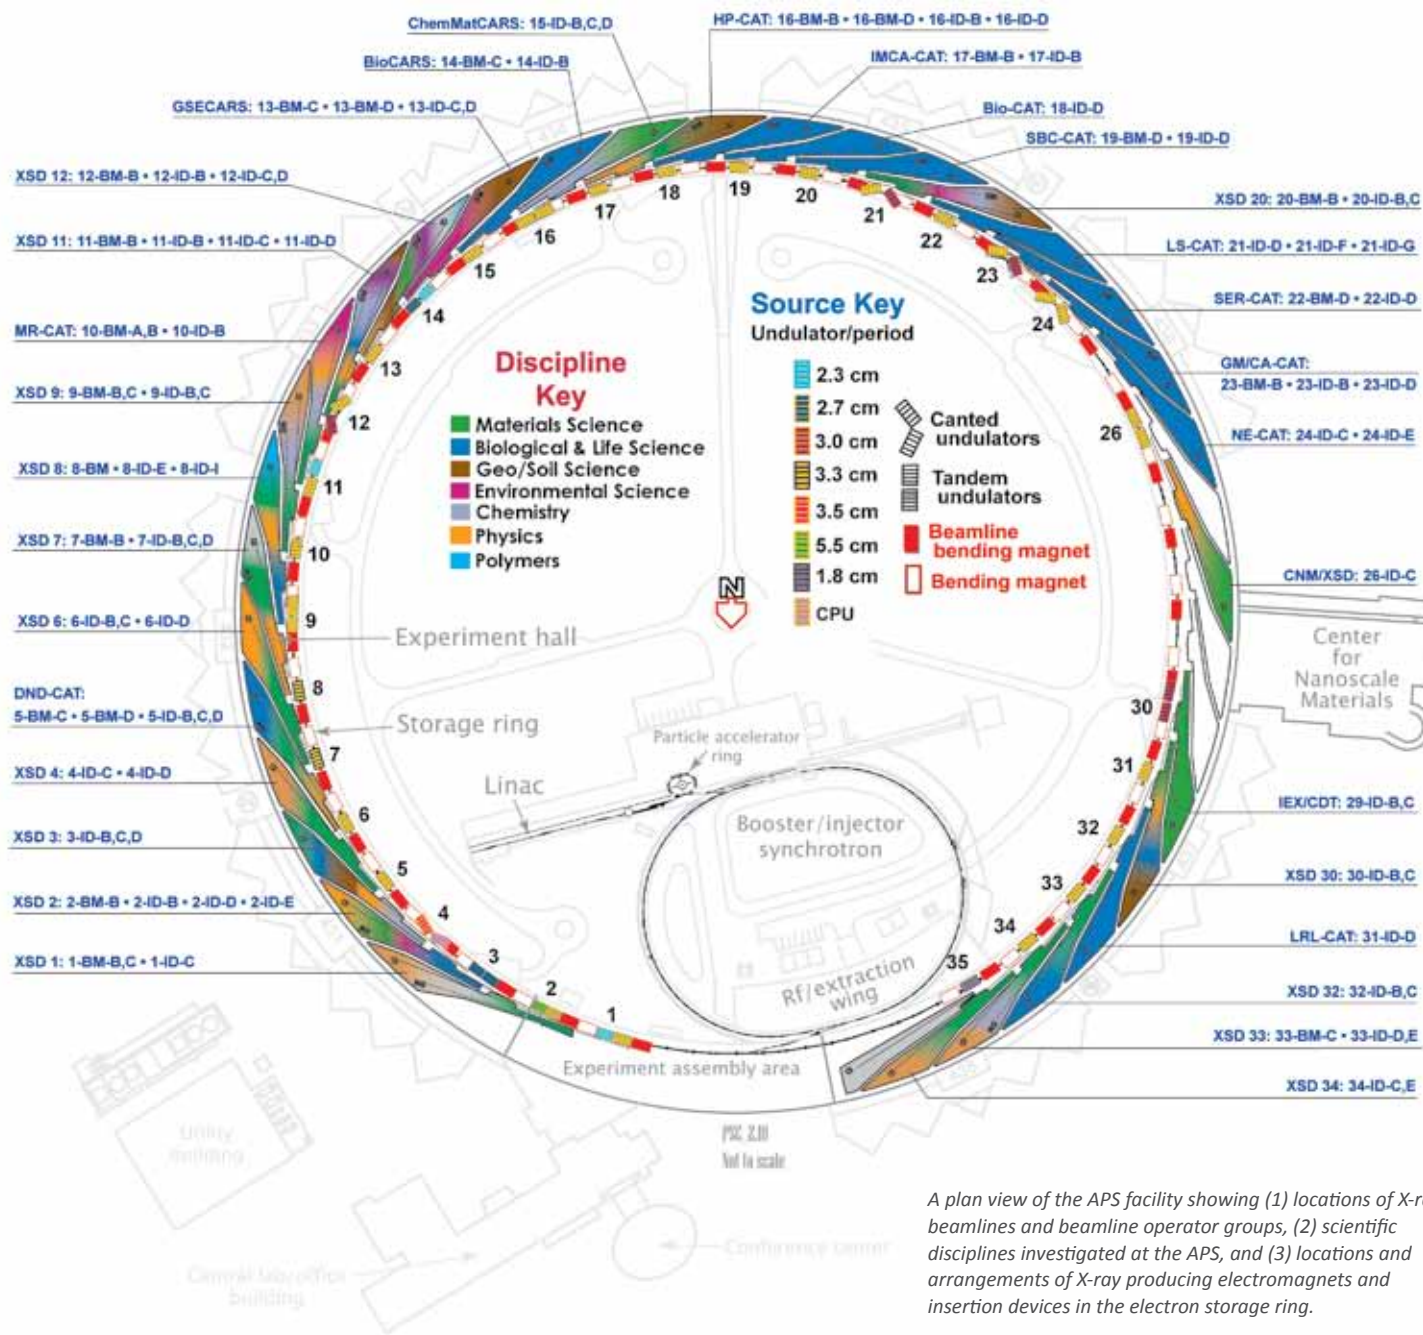 ChemMatCARS: 15-ID-B,C,D
HP-CAT: 16-BM-B • 16-BM-D • 16-ID-B • 16-ID-D
BioCARS: 14-BM-C • 14-ID-B
IMCA-CAT: 17-BM-B • 17-ID-B
GSECARS: 13-BM-C • 13-BM-D • 13-ID-C,D
Bio-CAT: 18-ID-D
SBC-CAT: 19-BM-D • 19-ID-D
XSD 12: 12-BM-B • 12-ID-B • 12-ID-C,D
XSD 20: 20-BM-B • 20-ID-B,C
XSD 11: 11-BM-B • 11-ID-B • 11-ID-C • 11-ID-D
LS-CAT: 21-ID-D • 21-ID-F • 21-ID-G
MR-CAT: 10-BM-A,B • 10-ID-B
SER-CAT: 22-BM-D • 22-ID-D
XSD 9: 9-BM-B,C • 9-ID-B,C
GM/CA-CAT:
23-BM-B • 23-ID-B • 23-ID-D
XSD 8: 8-BM • 8-ID-E • 8-ID-I
NE-CAT: 24-ID-C • 24-ID-E
XSD 7: 7-BM-B • 7-ID-B,C,D
CNM/XSD: 26-ID-C
XSD 6: 6-ID-B,C • 6-ID-D
DND-CAT:
5-BM-C • 5-BM-D • 5-ID-B,C,D
XSD 4: 4-ID-C • 4-ID-D
IEX/CDT: 29-ID-B,C
XSD 3: 3-ID-B,C,D
XSD 30: 30-ID-B,C
XSD 2: 2-BM-B • 2-ID-B • 2-ID-D • 2-ID-E
LRL-CAT: 31-ID-D
XSD 1: 1-BM-B,C • 1-ID-C
XSD 32: 32-ID-B,C
XSD 33: 33-BM-C • 33-ID-D,E
XSD 34: 34-ID-C,E
1
2
3
4
5
6
7
8
9
10
11
12
13
14
15
16
17
18
19
20
21
22
23
24
26
30
31
32
33
34
35
Discipline
Key
Materials Science
Biological & Life Science
Geo/Soil Science
Environmental Science
Chemistry
Physics
Polymers
Source Key
Undulator/period
2.3 cm
2.7 cm
3.0 cm
3.3 cm
3.5 cm
5.5 cm
1.8 cm
CPU
Canted
undulators
Tandem
undulators
Beamline
bending magnet
Bending magnet
N
Experiment hall
Storage ring
Linac
Particle accelerator
ring
Booster/injector
synchrotron
Rf/extraction
wing
Experiment assembly area
Center
for
Nanoscale
Materials
Utility
building
Central lab/office
building
Conference center
Not to scale
A plan view of the APS facility showing (1) locations of
beamlines and beamline operator groups, (2) scientific
disciplines investigated at the APS, and (3) locations and
arrangements of X-ray producing electromagnets and
insertion devices in the electron storage ring.